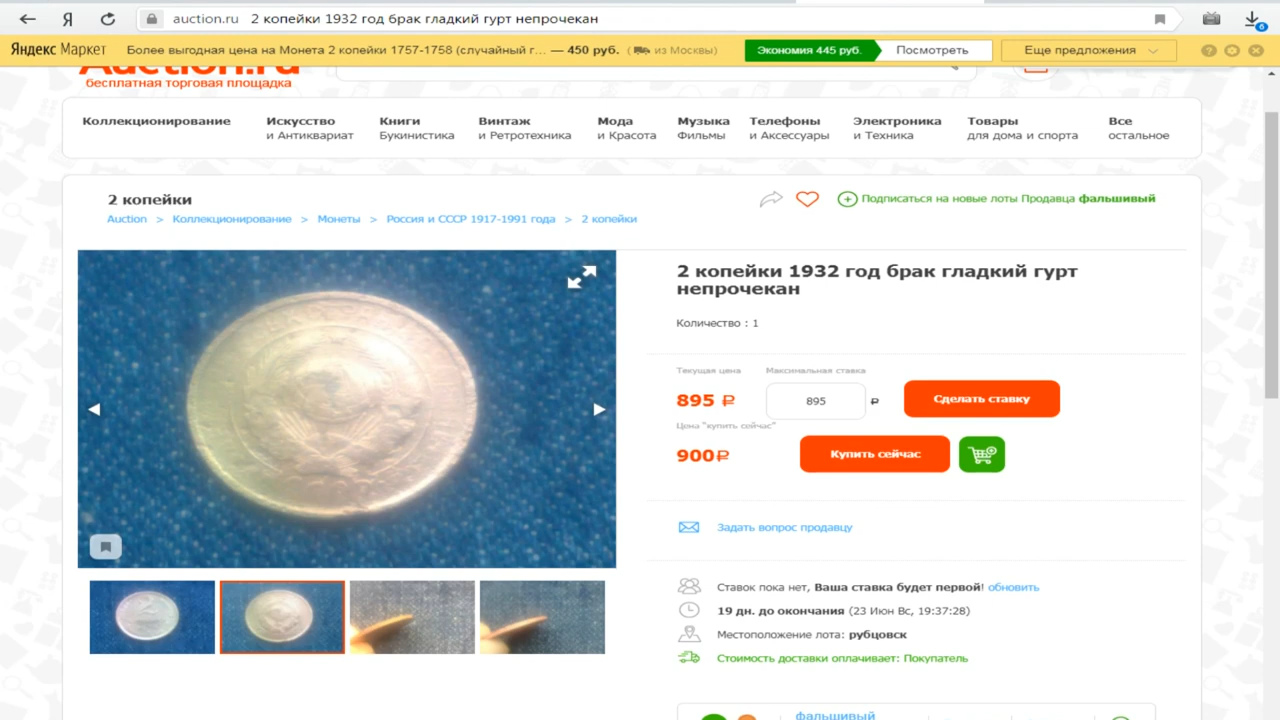 Я
auction.ru 2 копейки 1932 год брак гладкий гурт непрочекан
6
Яндекс Маркет Более выгодная цена на Монета 2 копейки 1757-1758 (случайный г... — 450 руб. ( из Москвы) Экономия 445 руб. Посмотреть Еще предложения
Auction.ru
бесплатная торговая площадка
Коллекционирование
Искусство
и Антиквариат
Книги
Букинистика
Винтаж
и Ретротехника
Мода
и Красота
Музыка
Фильмы
Телефоны
и Аксессуары
Электроника
и Техника
Товары
для дома и спорта
Все
остальное
2 копейки
Подписаться на новые лоты Продавца фальшивый
Auction > Коллекционирование > Монеты > Россия и СССР 1917-1991 года > 2 копейки
2 копейки 1932 год брак гладкий гурт
непрочекан
Количество : 1
Текущая цена Максимальная ставка
895 ₽ 895 ₽ Сделать ставку
Цена "купить сейчас"
900₽ Купить сейчас
Задать вопрос продавцу
Ставок пока нет, Ваша ставка будет первой! обновить
19 дн. до окончания (23 Июн Вс, 19:37:28)
Местоположение лота: рубцовск
Стоимость доставки оплачивает: Покупатель
фальшивый